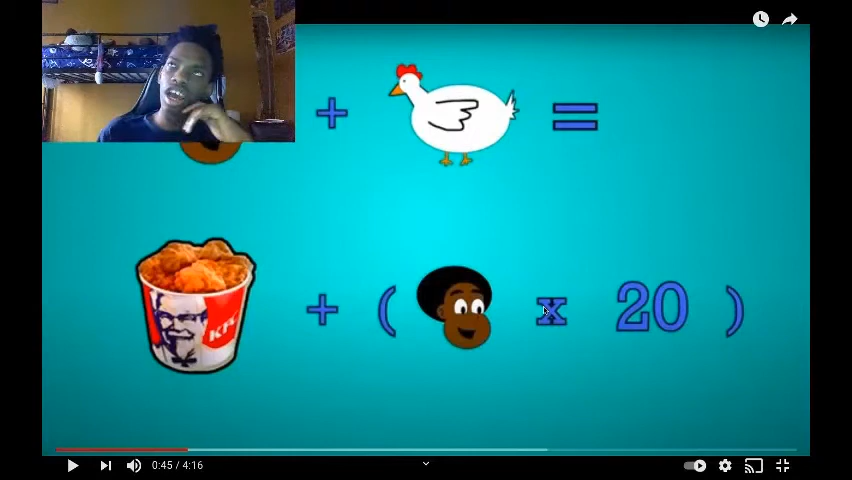 + =
KFC
+ ( x 20 )
0:45 / 4:16